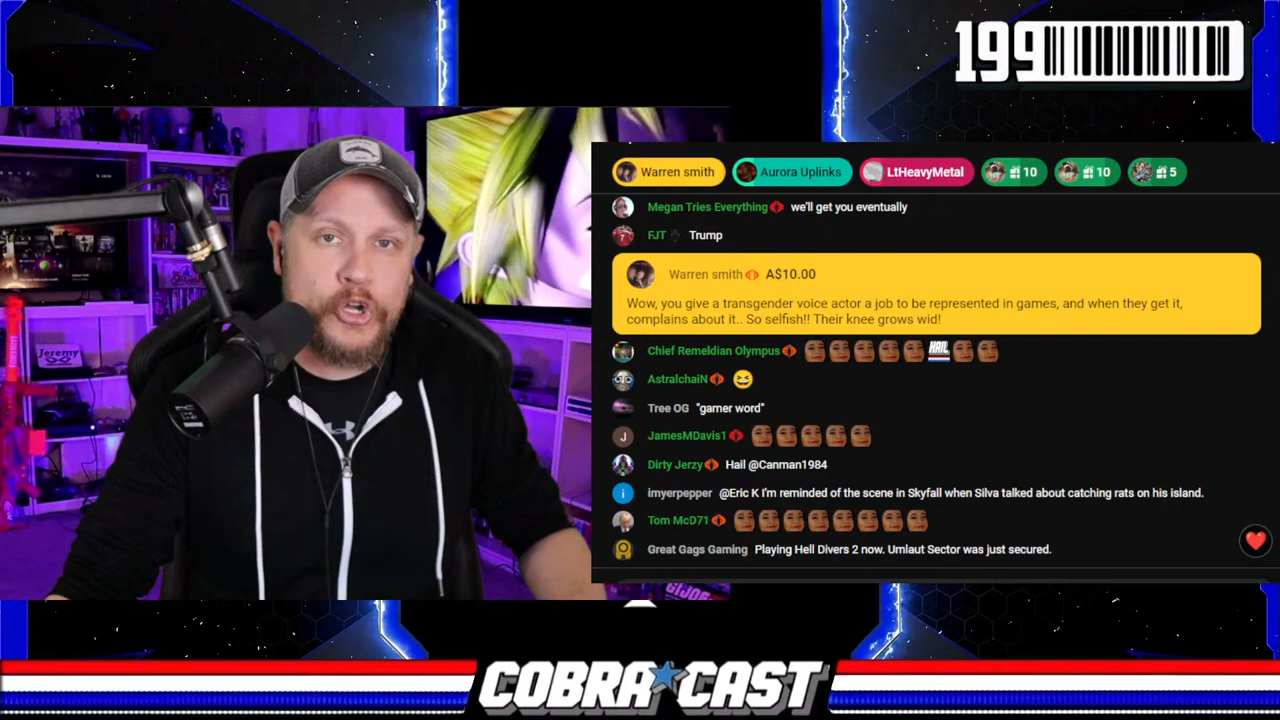 199
Warren smith
Aurora Uplinks
LtHeavyMetal
10
10
5
Megan Tries Everything we'll get you eventually
FJT Trump
Warren smith A$10.00
Wow, you give a transgender voice actor a job to be represented in games, and when they get it,
complains about it.. So selfish!! Their knee grows wid!
Chief Remeldian Olympus HAIL
AstralchaiN
Tree OG "gamer word"
J JamesMDavis1
Dirty Jerzy Hail @Canman1984
i imyerpepper @Eric K I'm reminded of the scene in Skyfall when Silva talked about catching rats on his island.
Tom McD71
Great Gags Gaming Playing Hell Divers 2 now. Umlaut Sector was just secured.
Jeremy
GIJOE
COBRA CAST